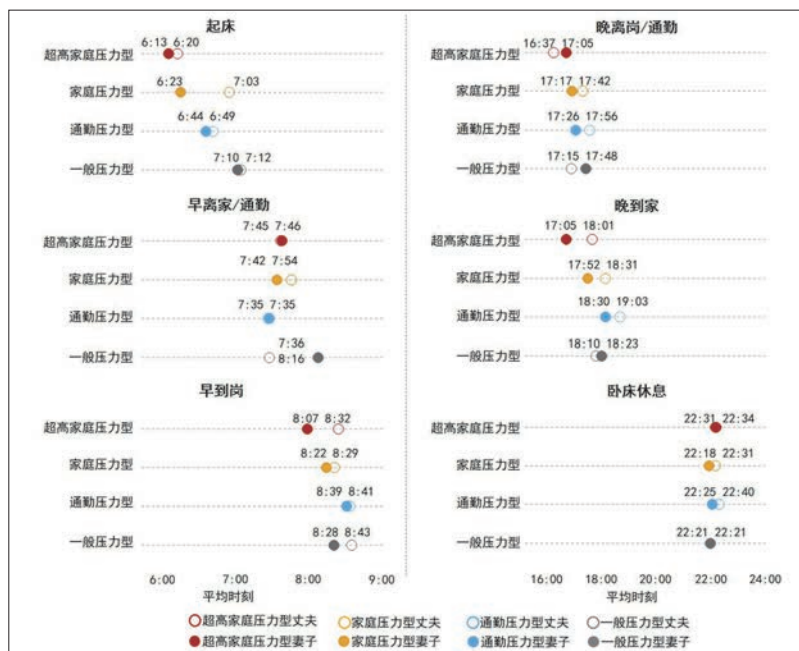 起床
6:13 6:20
超高家庭压力型
6:23 7:03
家庭压力型
6:44 6:49
通勤压力型
7:10 7:12
一般压力型
早离家/通勤
7:45 7:46
超高家庭压力型
7:42 7:54
家庭压力型
7:35 7:35
通勤压力型
7:36
一般压力型
8:16
早到岗
8:07 8:32
超高家庭压力型
8:22 8:29
家庭压力型
8:39 8:41
通勤压力型
8:28 8:43
一般压力型
6:00 7:00 8:00 9:00
平均时刻
晚离岗/通勤
16:37 17:05
超高家庭压力型
17:17 17:42
家庭压力型
17:26 17:56
通勤压力型
17:15 17:48
一般压力型
晚到家
17:05 18:01
超高家庭压力型
17:52 18:31
家庭压力型
18:30 19:03
通勤压力型
18:10 18:23
一般压力型
卧床休息
22:31 22:34
超高家庭压力型
22:18 22:31
家庭压力型
22:25 22:40
通勤压力型
22:21 22:21
一般压力型
16:00 18:00 20:00 22:00 24:00
平均时刻
超高家庭压力型丈夫 家庭压力型丈夫 通勤压力型丈夫 一般压力型丈夫
超高家庭压力型妻子 家庭压力型妻子 通勤压力型妻子 一般压力型妻子